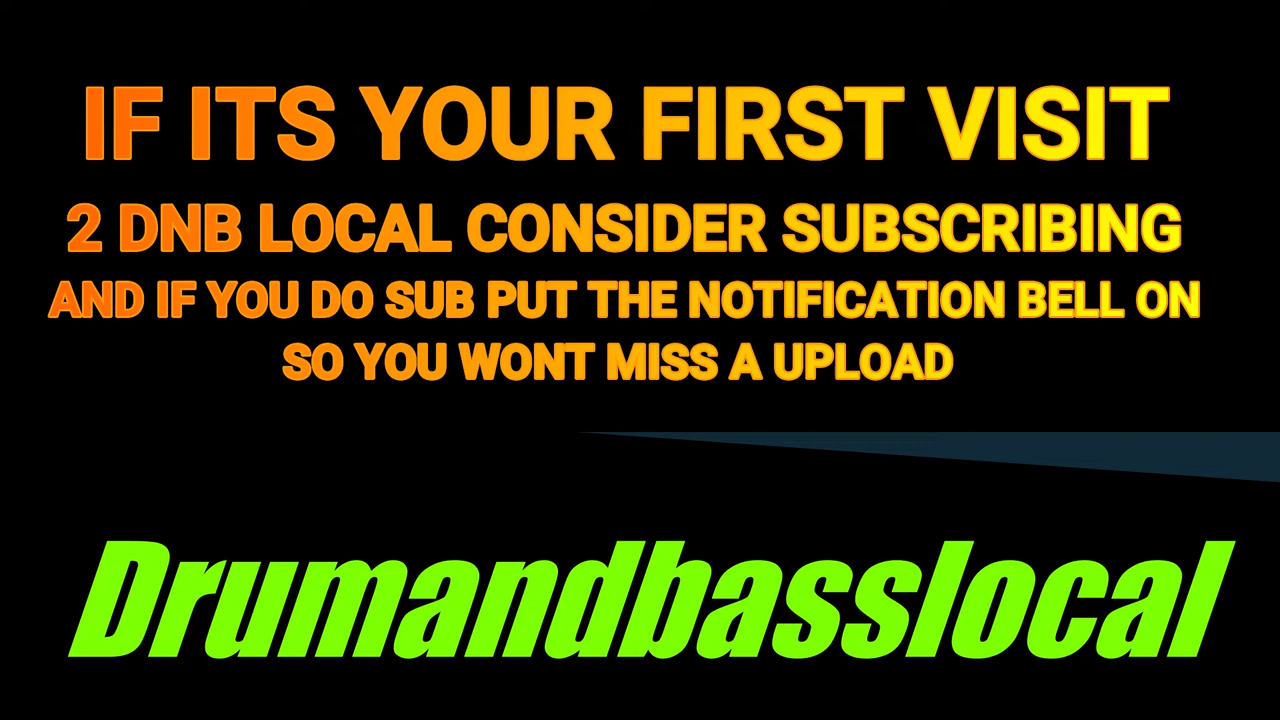 IF ITS YOUR FIRST VISIT
2 DNB LOCAL CONSIDER SUBSCRIBING
AND IF YOU DO SUB PUT THE NOTIFICATION BELL ON
SO YOU WONT MISS A UPLOAD
Drumandbasslocal